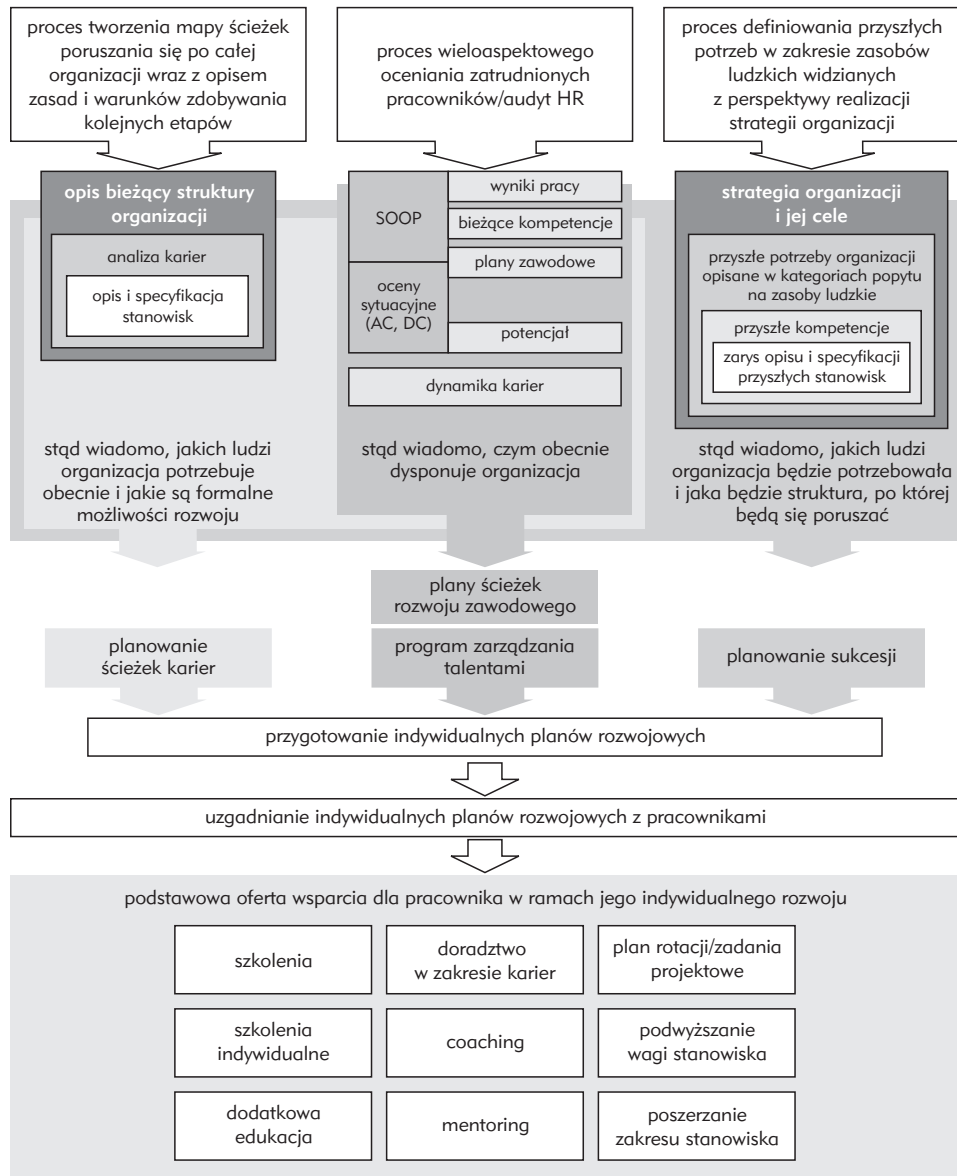 proces tworzenia mapy ścieżek
poruszania się po całej
organizacji wraz z opisem
zasad i warunków zdobywania
kolejnych etapów
proces wieloaspektowego
oceniania zatrudnionych
pracowników/audyt HR
proces definiowania przyszłych
potrzeb w zakresie zasobów
ludzkich widzianych
z perspektywy realizacji
strategii organizacji
opis bieżący struktury
organizacji
analiza karier
opis i specyfikacja
stanowisk
SOOP
oceny
sytuacyjne
(AC, DC)
wyniki pracy
bieżące kompetencje
plany zawodowe
potencjał
dynamika karier
strategia organizacji
i jej cele
przyszłe potrzeby organizacji
opisane w kategoriach popytu
na zasoby ludzkie
przyszłe kompetencje
zarys opisu i specyfikacji
przyszłych stanowisk
stąd wiadomo, jakich ludzi
organizacja potrzebuje
obecnie i jakie są formalne
możliwości rozwoju
stąd wiadomo, czym obecnie
dysponuje organizacja
stąd wiadomo, jakich ludzi
organizacja będzie potrzebowała
i jaka będzie struktura, po której
będą się poruszać
plany ścieżek
rozwoju zawodowego
planowanie
ścieżek karier
program zarządzania
talentami
planowanie sukcesji
przygotowanie indywidualnych planów rozwojowych
uzgadnianie indywidualnych planów rozwojowych z pracownikami
podstawowa oferta wsparcia dla pracownika w ramach jego indywidualnego rozwoju
szkolenia
doradztwo
w zakresie karier
plan rotacji/zadania
projektowe
szkolenia
indywidualne
coaching
podwyższanie
wagi stanowiska
dodatkowa
edukacja
mentoring
poszerzanie
zakresu stanowiska